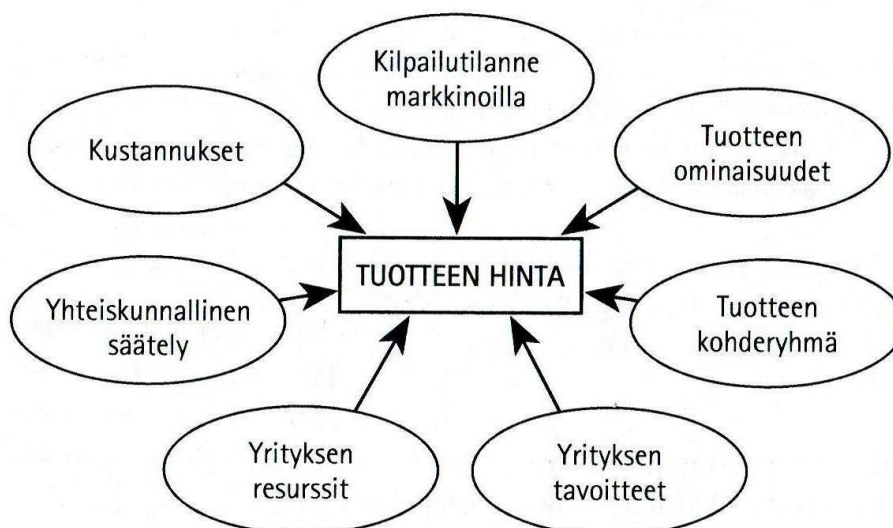 Kilpailutilanne
markkinoilla
Kustannukset
Tuotteen
ominaisuudet
TUOTTEEN HINTA
Yhteiskunnallinen
säätely
Tuotteen
kohderyhmä
Yrityksen
resurssit
Yrityksen
tavoitteet